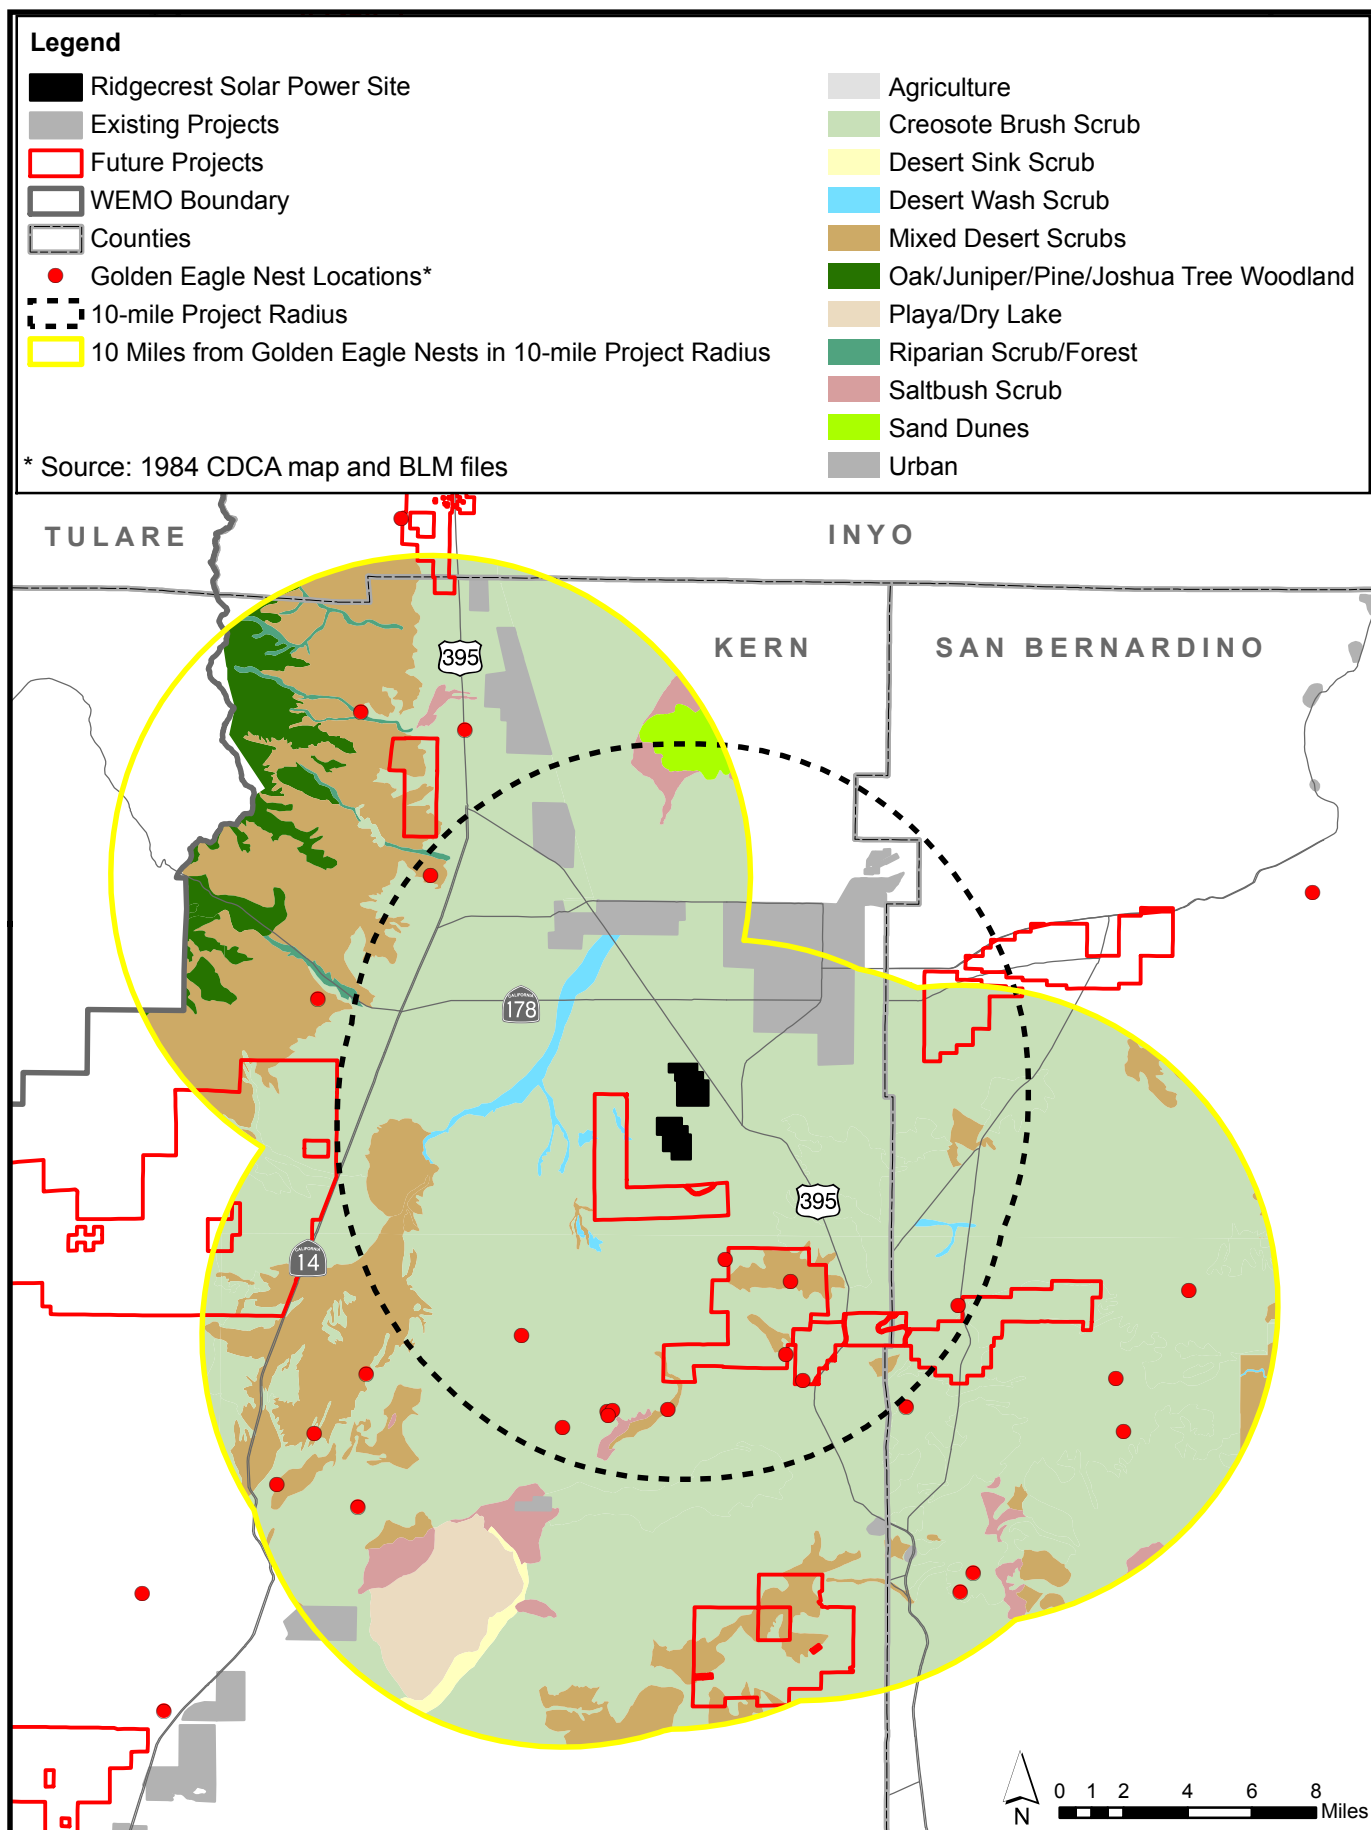 Legend
Ridgecrest Solar Power Site
Existing Projects
Future Projects
WEMO Boundary
Counties
Golden Eagle Nest Locations*
10-mile Project Radius
10 Miles from Golden Eagle Nests in 10-mile Project Radius
* Source: 1984 CDCA map and BLM files
Agriculture
Creosote Brush Scrub
Desert Sink Scrub
Desert Wash Scrub
Mixed Desert Scrubs
Oak/Juniper/Pine/Joshua Tree Woodland
Playa/Dry Lake
Riparian Scrub/Forest
Saltbush Scrub
Sand Dunes
Urban
TULARE
INYO
KERN
SAN BERNARDINO
395
CALIFORNIA
178
395
CALIFORNIA
14
N
0 1 2 4 6 8
Miles